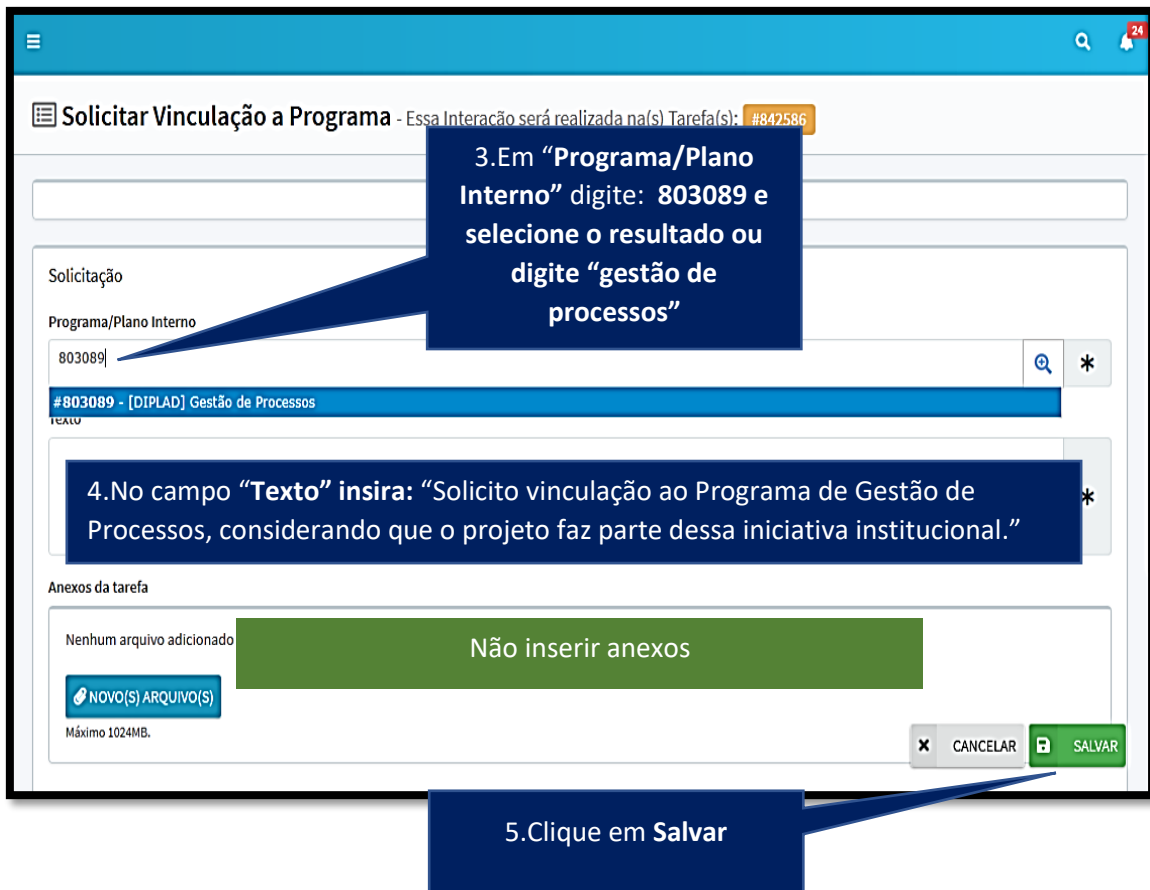 24
Solicitar Vinculação a Programa - Essa Interação será realizada na(s) Tarefa(s): #842586
3.Em “Programa/Plano
Interno” digite: 803089 e
selecione o resultado ou
digite “gestão de
processos”
Solicitação
Programa/Plano Interno
803089
#803089 - [DIPLAD] Gestão de Processos
Texto
4.No campo “Texto” insira: “Solicito vinculação ao Programa de Gestão de
Processos, considerando que o projeto faz parte dessa iniciativa institucional.”
Anexos da tarefa
Nenhum arquivo adicionado
Não inserir anexos
NOVO(S) ARQUIVO(S)
Máximo 1024MB.
CANCELAR
SALVAR
5.Clique em Salvar